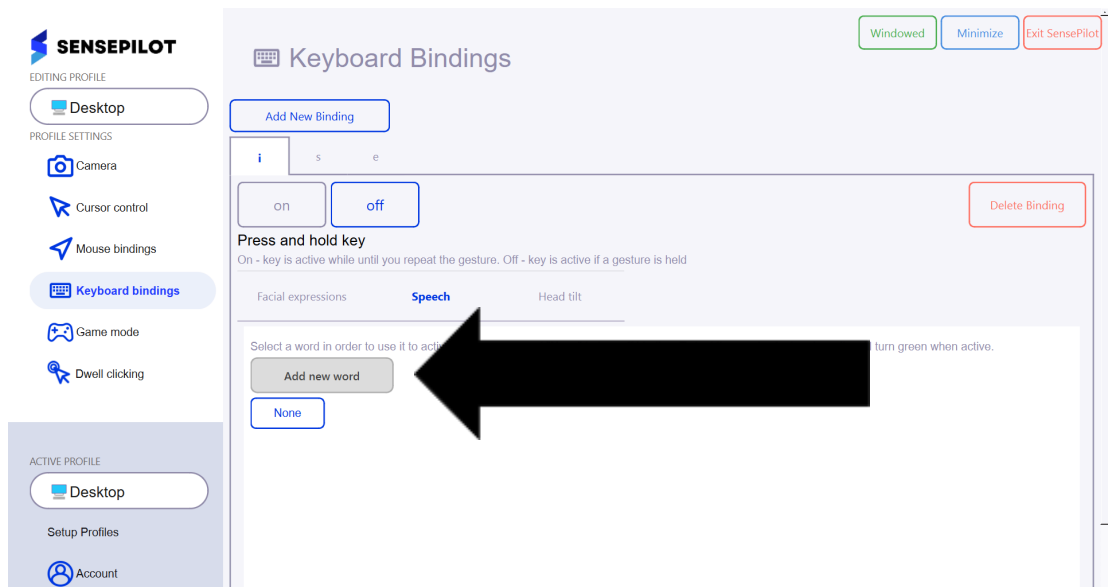 SENSEPILOT
EDITING PROFILE
Desktop
PROFILE SETTINGS
Camera
Cursor control
Mouse bindings
Keyboard bindings
Game mode
Dwell clicking
ACTIVE PROFILE
Desktop
Setup Profiles
Account
Windowed Minimize Exit SensePilot
Keyboard Bindings
Add New Binding
i s e
on off Delete Binding
Press and hold key
On - key is active while until you repeat the gesture. Off - key is active if a gesture is held
Facial expressions Speech Head tilt
Select a word in order to use it to turn green when active.
Add new word
None